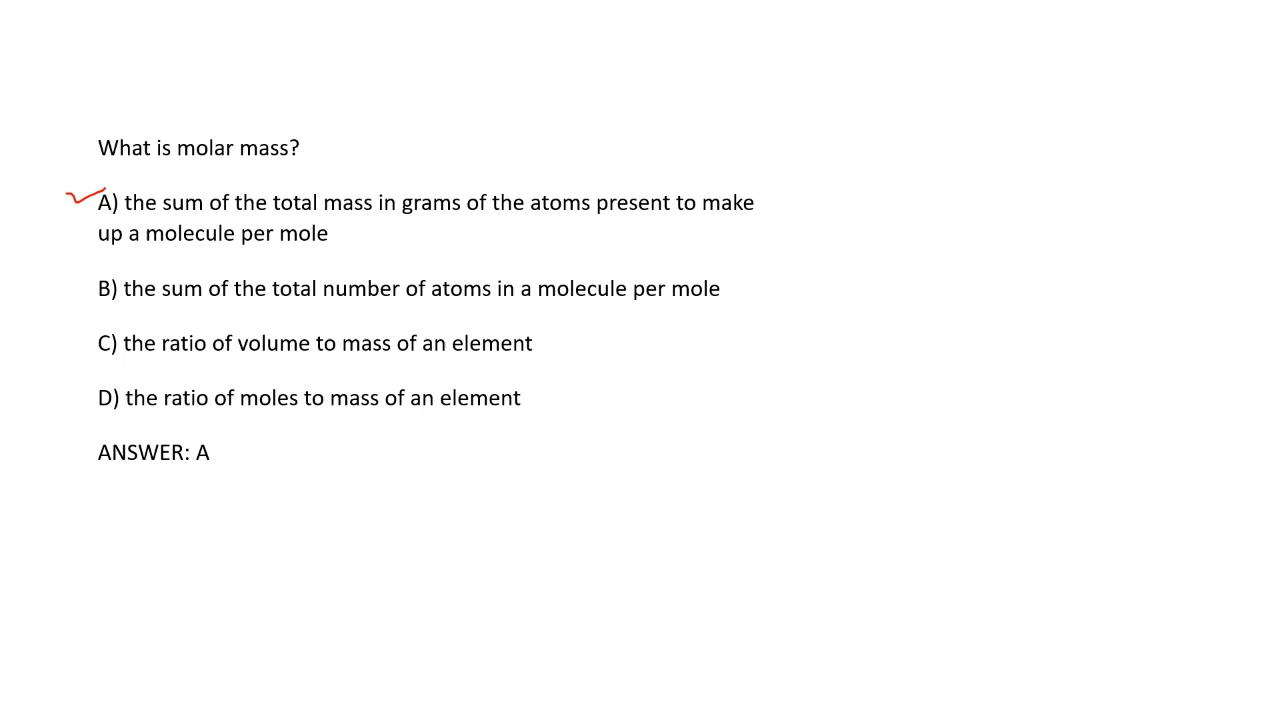 What is molar mass?
A) the sum of the total mass in grams of the atoms present to make
up a molecule per mole
B) the sum of the total number of atoms in a molecule per mole
C) the ratio of volume to mass of an element
D) the ratio of moles to mass of an element
ANSWER: A